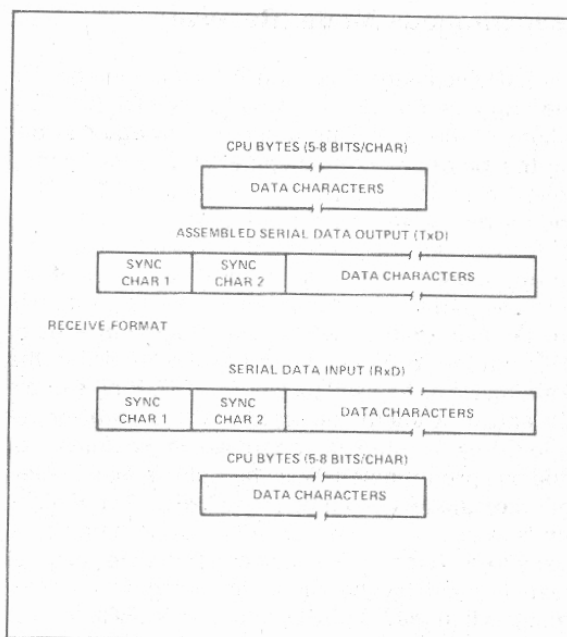 CPU BYTES (5-8 BITS/CHAR)
DATA CHARACTERS
ASSEMBLED SERIAL DATA OUTPUT (TxD)
SYNC CHAR 1
SYNC CHAR 2
DATA CHARACTERS
RECEIVE FORMAT
SERIAL DATA INPUT (RxD)
SYNC CHAR 1
SYNC CHAR 2
DATA CHARACTERS
CPU BYTES (5-8 BITS/CHAR)
DATA CHARACTERS